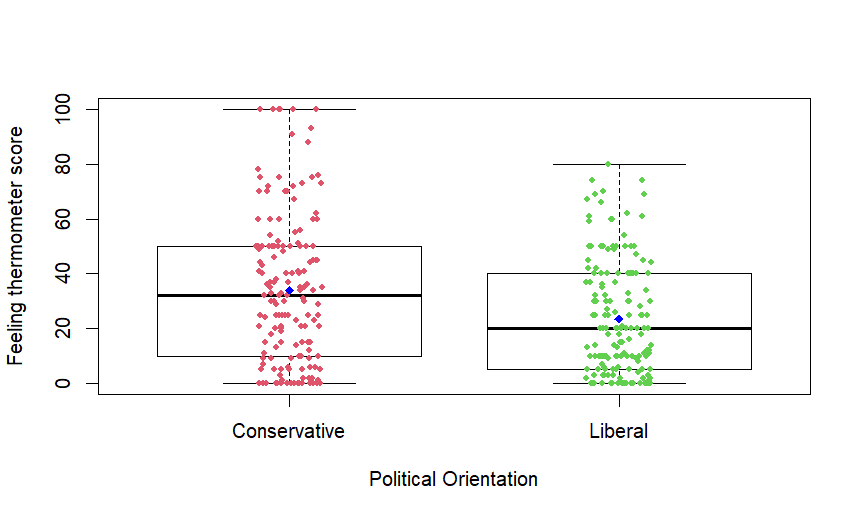 Feeling thermometer score
100
80
60
40
20
0
Conservative
Liberal
Political Orientation